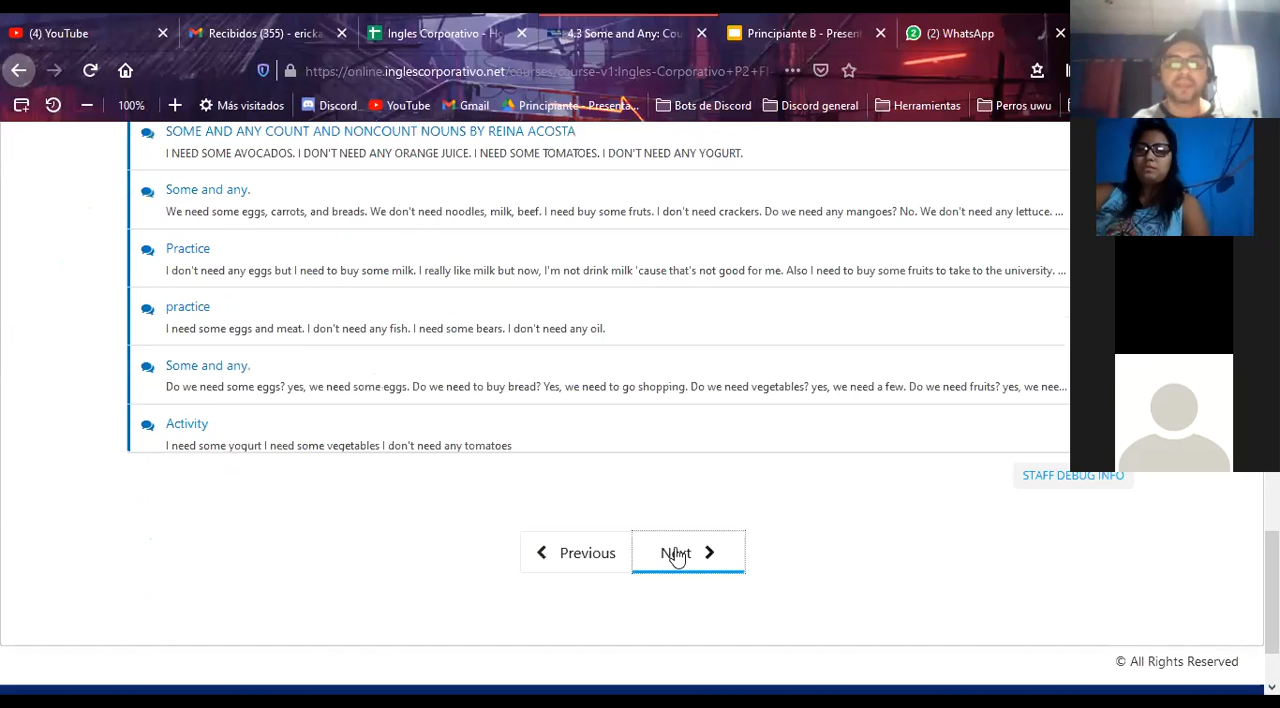 (4) YouTube
Recibidos (355) - ericka
Ingles Corporativo - H
4.3 Some and Any: Cou
Principiante B - Present
(2) WhatsApp
https://online.inglescorporativo.net/courses/course-v1:Ingles-Corporativo+P2+
100%
Más visitados
Discord
YouTube
Gmail
Principiante - Presenta...
Bots de Discord
Discord general
Herramientas
Perros uwu
SOME AND ANY COUNT AND NONCOUNT NOUNS BY REINA ACOSTA
I NEED SOME AVOCADOS. I DON'T NEED ANY ORANGE JUICE. I NEED SOME TOMATOES. I DON'T NEED ANY YOGURT.
Some and any.
We need some eggs, carrots, and breads. We don't need noodles, milk, beef. I need buy some fruits. I don't need crackers. Do we need any mangoes? No. We don't need any lettuce. ...
Practice
I don't need any eggs but I need to buy some milk. I really like milk but now, I'm not drink milk 'cause that's not good for me. Also I need to buy some fruits to take to the university. ...
practice
I need some eggs and meat. I don't need any fish. I need some bears. I don't need any oil.
Some and any.
Do we need some eggs? yes, we need some eggs. Do we need to buy bread? Yes, we need to go shopping. Do we need vegetables? yes, we need a few. Do we need fruits? yes, we nee...
Activity
I need some yogurt I need some vegetables I don't need any tomatoes
STAFF DEBUG INFO
Previous
Next
© All Rights Reserved